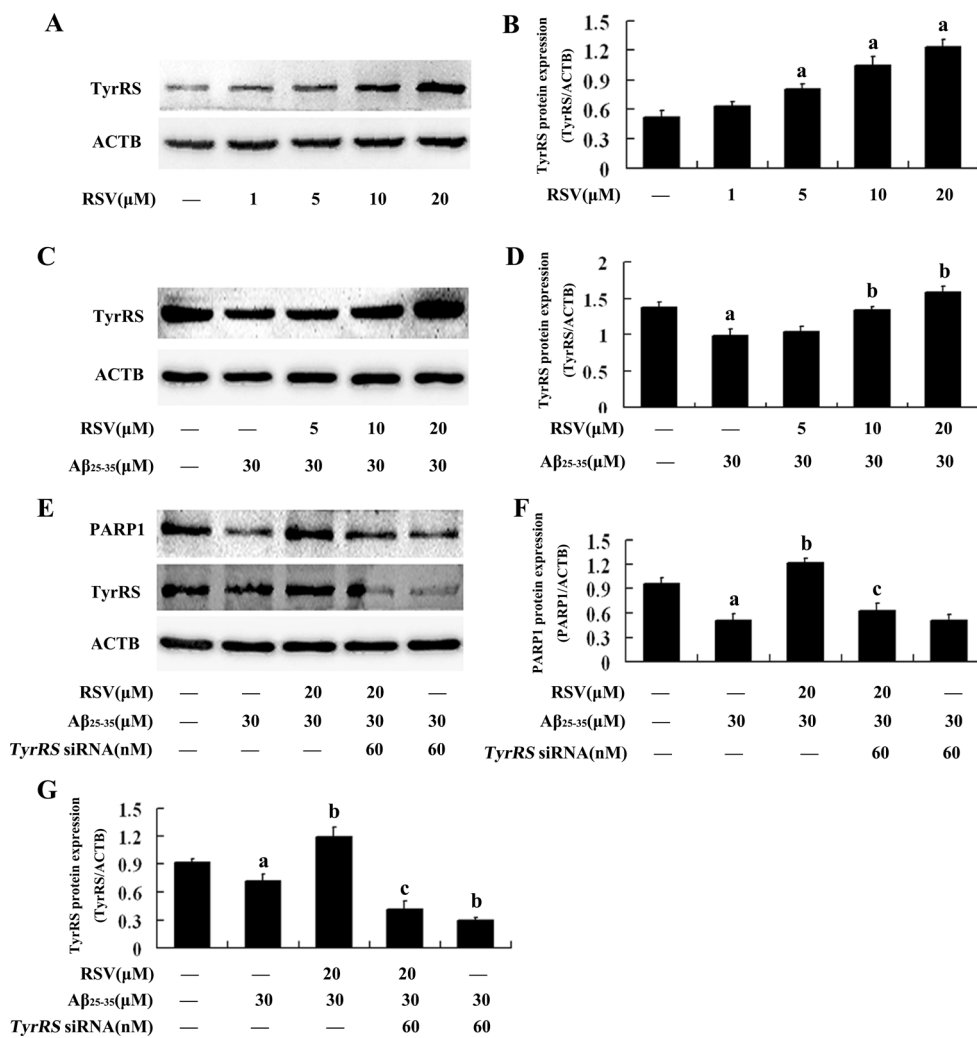 A
TyrRS
ACTB
RSV(μM) — 1 5 10 20
B
TyrRS protein expression
(TyrRS/ACTB)
1.5
1.2
0.9
0.6
0.3
0
a a a
RSV(μM) — 1 5 10 20
C
TyrRS
ACTB
RSV(μM) — — 5 10 20
Aβ25-35(μM) — 30 30 30 30
D
TyrRS protein expression
(TyrRS/ACTB)
2
1.5
1
0.5
0
a b b
RSV(μM) — — 5 10 20
Aβ25-35(μM) — 30 30 30 30
E
PARP1
TyrRS
ACTB
RSV(μM) — — 20 20 —
Aβ25-35(μM) — 30 30 30 30
TyrRS siRNA(nM) — — — 60 60
F
PARP1 protein expression
(PARP1/ACTB)
1.5
1.2
0.9
0.6
0.3
0
a b c
RSV(μM) — — 20 20 —
Aβ25-35(μM) — 30 30 30 30
TyrRS siRNA(nM) — — — 60 60
G
TyrRS protein expression
(TyrRS/ACTB)
1.5
1.2
0.9
0.6
0.3
0
a b c b
RSV(μM) — — 20 20 —
Aβ25-35(μM) — 30 30 30 30
TyrRS siRNA(nM) — — — 60 60